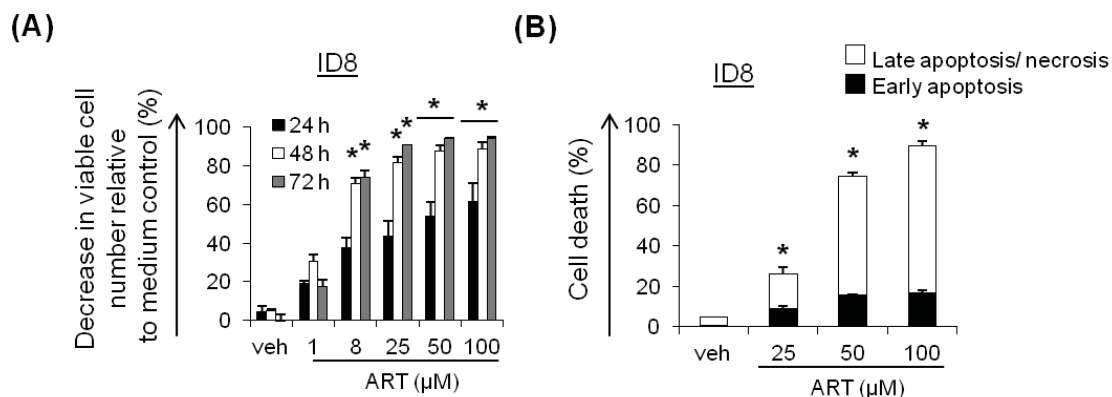 (A)
ID8
Decrease in viable cell
number relative
to medium control (%)
100
80
60
40
20
0
24 h
48 h
72 h
* * * * * *
veh 1 8 25 50 100
ART (µM)
(B)
ID8
Late apoptosis/ necrosis
Early apoptosis
Cell death (%)
100
80
60
40
20
0
* * *
veh 25 50 100
ART (µM)